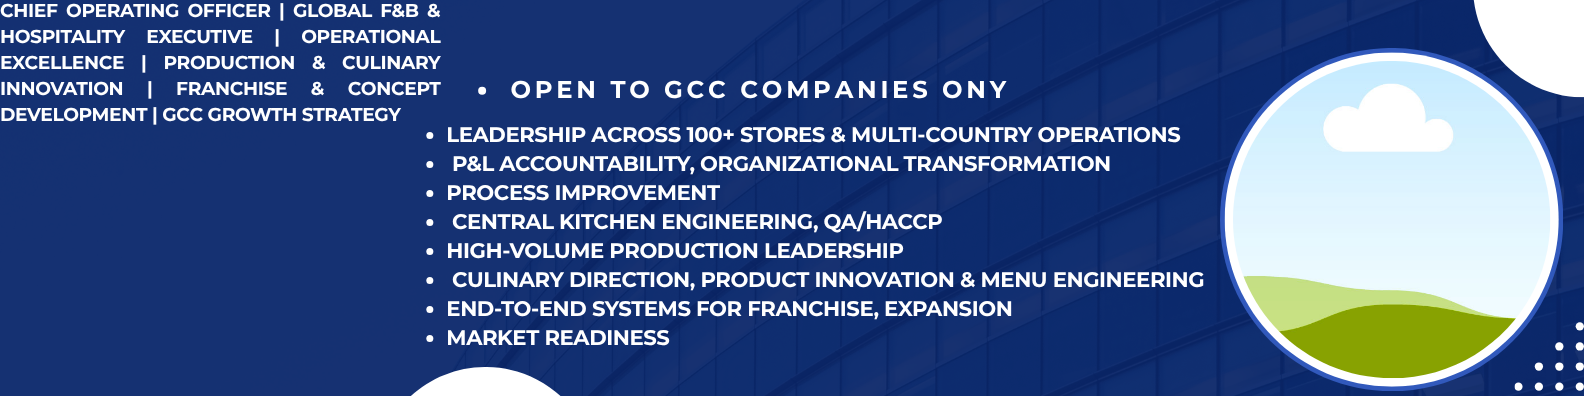 CHIEF OPERATING OFFICER | GLOBAL F&B &
HOSPITALITY EXECUTIVE | OPERATIONAL
EXCELLENCE | PRODUCTION & CULINARY
INNOVATION | FRANCHISE & CONCEPT
DEVELOPMENT | GCC GROWTH STRATEGY
• OPEN TO GCC COMPANIES ONY
• LEADERSHIP ACROSS 100+ STORES & MULTI-COUNTRY OPERATIONS
• P&L ACCOUNTABILITY, ORGANIZATIONAL TRANSFORMATION
• PROCESS IMPROVEMENT
• CENTRAL KITCHEN ENGINEERING, QA/HACCP
• HIGH-VOLUME PRODUCTION LEADERSHIP
• CULINARY DIRECTION, PRODUCT INNOVATION & MENU ENGINEERING
• END-TO-END SYSTEMS FOR FRANCHISE, EXPANSION
• MARKET READINESS